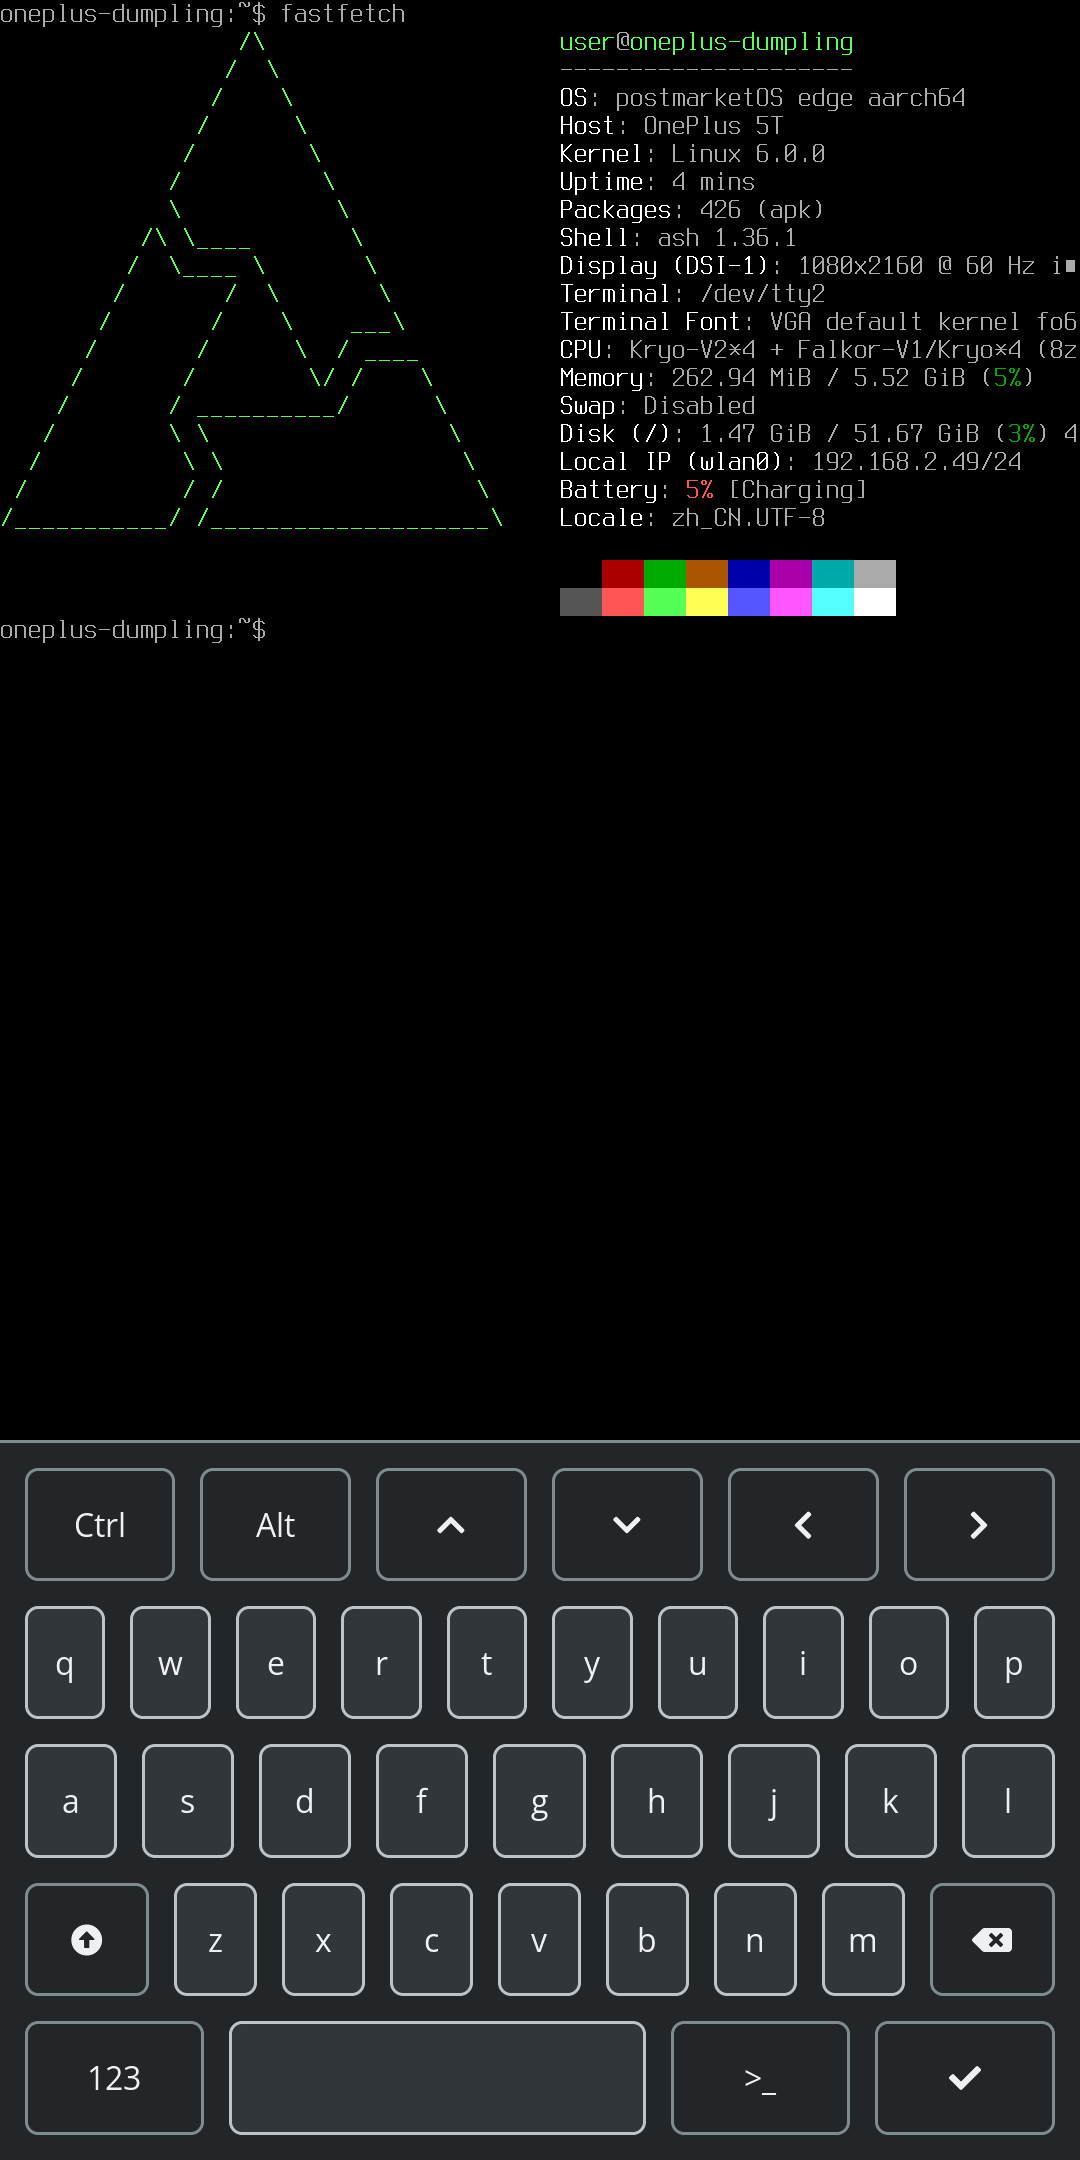 oneplus-dumpling:~$ fastfetch
user@oneplus-dumpling
---------------------
OS: postmarketOS edge aarch64
Host: OnePlus 5T
Kernel: Linux 6.0.0
Uptime: 4 mins
Packages: 426 (apk)
Shell: ash 1.36.1
Display (DSI-1): 1080x2160 @ 60 Hz i■
Terminal: /dev/tty2
Terminal Font: VGA default kernel fo6
CPU: Kryo-V2*4 + Falkor-V1/Kryo*4 (8z
Memory: 262.94 MiB / 5.52 GiB (5%)
Swap: Disabled
Disk (/): 1.47 GiB / 51.67 GiB (3%) 4
Local IP (wlan0): 192.168.2.49/24
Battery: 5% [Charging]
Locale: zh_CN.UTF-8
oneplus-dumpling:~$
Ctrl Alt
q w e r t y u i o p
a s d f g h j k l
z x c v b n m
123 >_